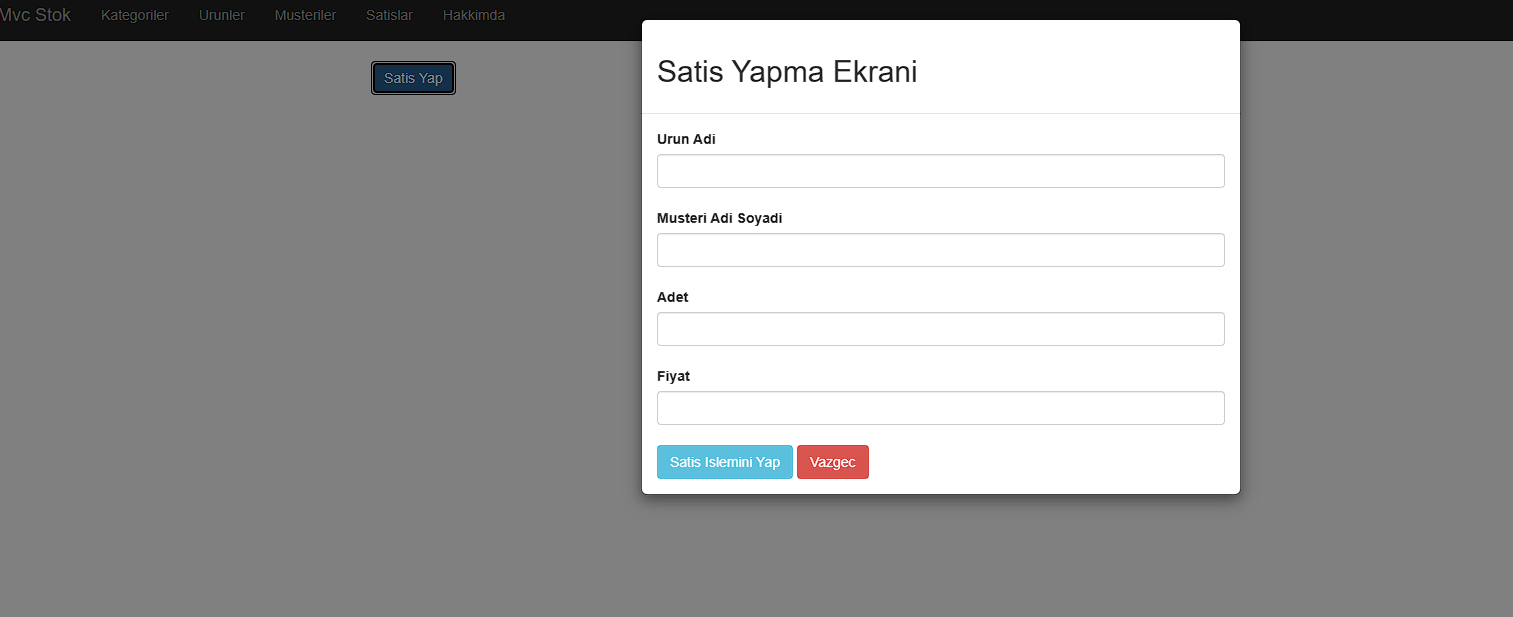 Mvc Stok Kategoriler Urunler Musteriler Satislar Hakkimda
Satis Yap
Satis Yapma Ekrani
Urun Adi
Musteri Adi Soyadi
Adet
Fiyat
Satis Islemini Yap Vazgec